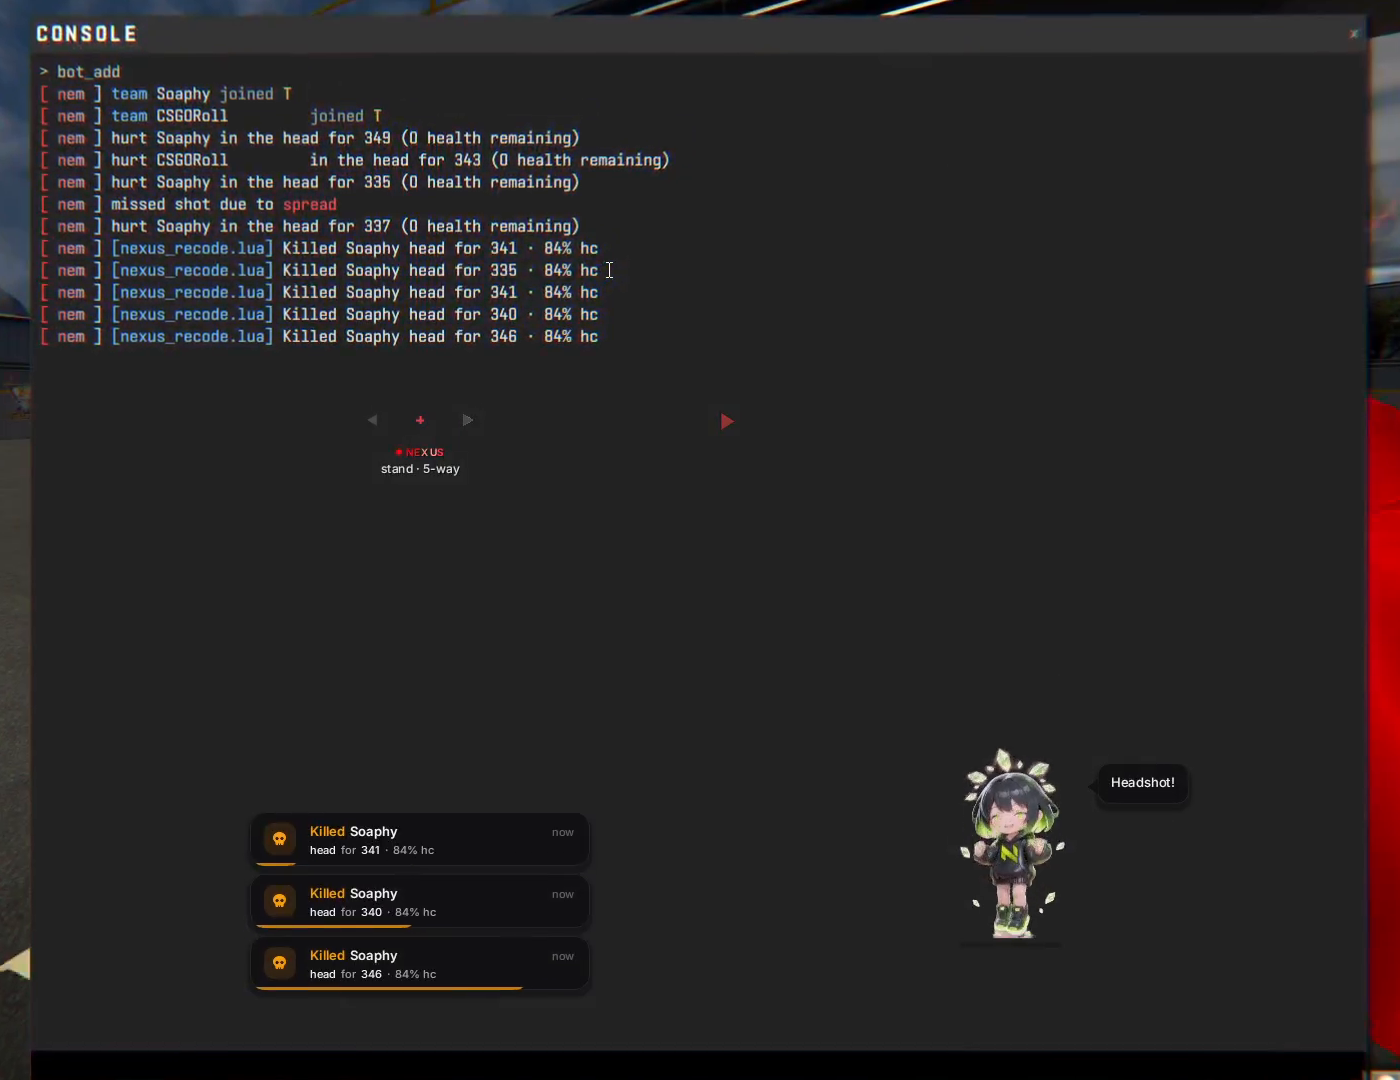 CONSOLE
x
> bot_add
[ nem ] team Soaphy joined T
[ nem ] team CSGORoll joined T
[ nem ] hurt Soaphy in the head for 349 (0 health remaining)
[ nem ] hurt CSGORoll in the head for 343 (0 health remaining)
[ nem ] hurt Soaphy in the head for 335 (0 health remaining)
[ nem ] missed shot due to spread
[ nem ] hurt Soaphy in the head for 337 (0 health remaining)
[ nem ] [nexus_recode.lua] Killed Soaphy head for 341 · 84% hc
[ nem ] [nexus_recode.lua] Killed Soaphy head for 335 · 84% hc
[ nem ] [nexus_recode.lua] Killed Soaphy head for 341 · 84% hc
[ nem ] [nexus_recode.lua] Killed Soaphy head for 340 · 84% hc
[ nem ] [nexus_recode.lua] Killed Soaphy head for 346 · 84% hc
NEXUS
stand · 5-way
Headshot!
Killed Soaphy now
head for 341 · 84% hc
Killed Soaphy now
head for 340 · 84% hc
Killed Soaphy now
head for 346 · 84% hc